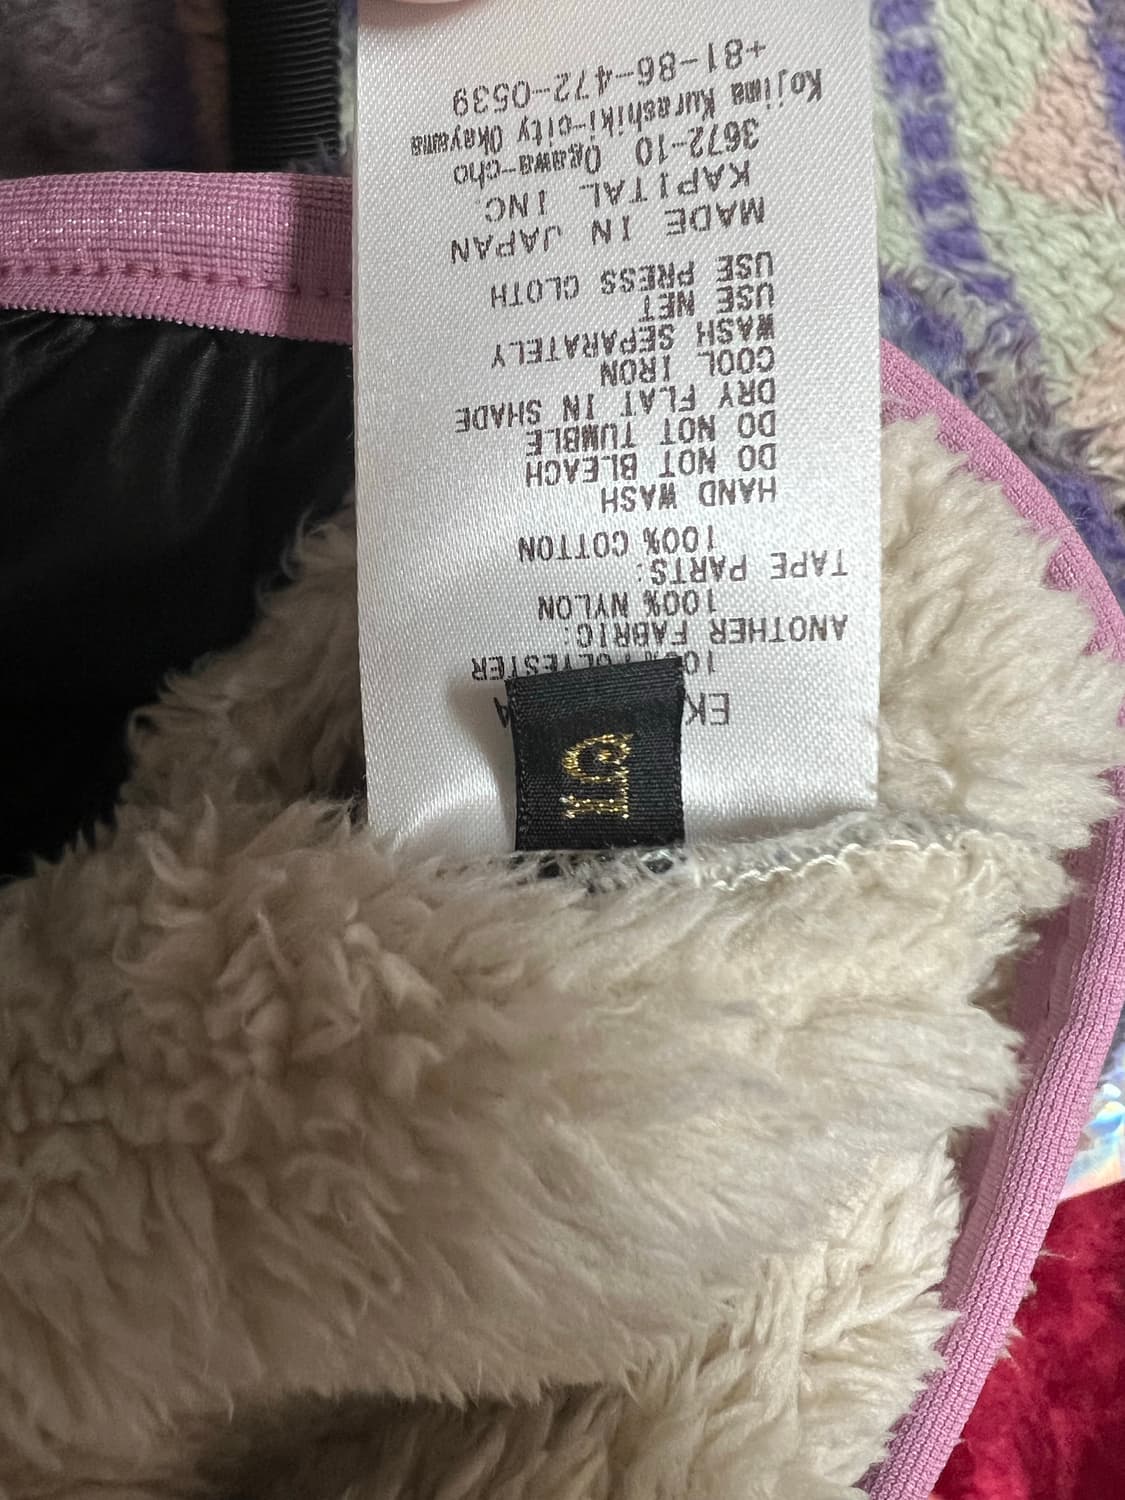 EK
100% POLYESTER
ANOTHER FABRIC:
100% NYLON
TAPE PARTS:
100% COTTON
HAND WASH
DO NOT BLEACH
DO NOT TUMBLE
DRY FLAT IN SHADE
COOL IRON
WASH SEPARATELY
USE NET
USE PRESS CLOTH
MADE IN JAPAN
KAPITAL INC.
3672-10 Ogawa-cho
Kojima Kurashiki-city Okayama
+81-86-472-0539